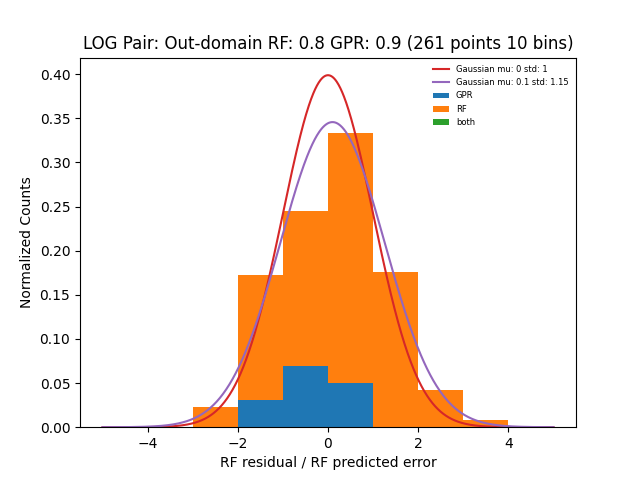 LOG Pair: Out-domain RF: 0.8 GPR: 0.9 (261 points 10 bins)
Gaussian mu: 0 std: 1
Gaussian mu: 0.1 std: 1.15
GPR
RF
both
Normalized Counts
0.40
0.35
0.30
0.25
0.20
0.15
0.10
0.05
0.00
−4 −2 0 2 4
RF residual / RF predicted error